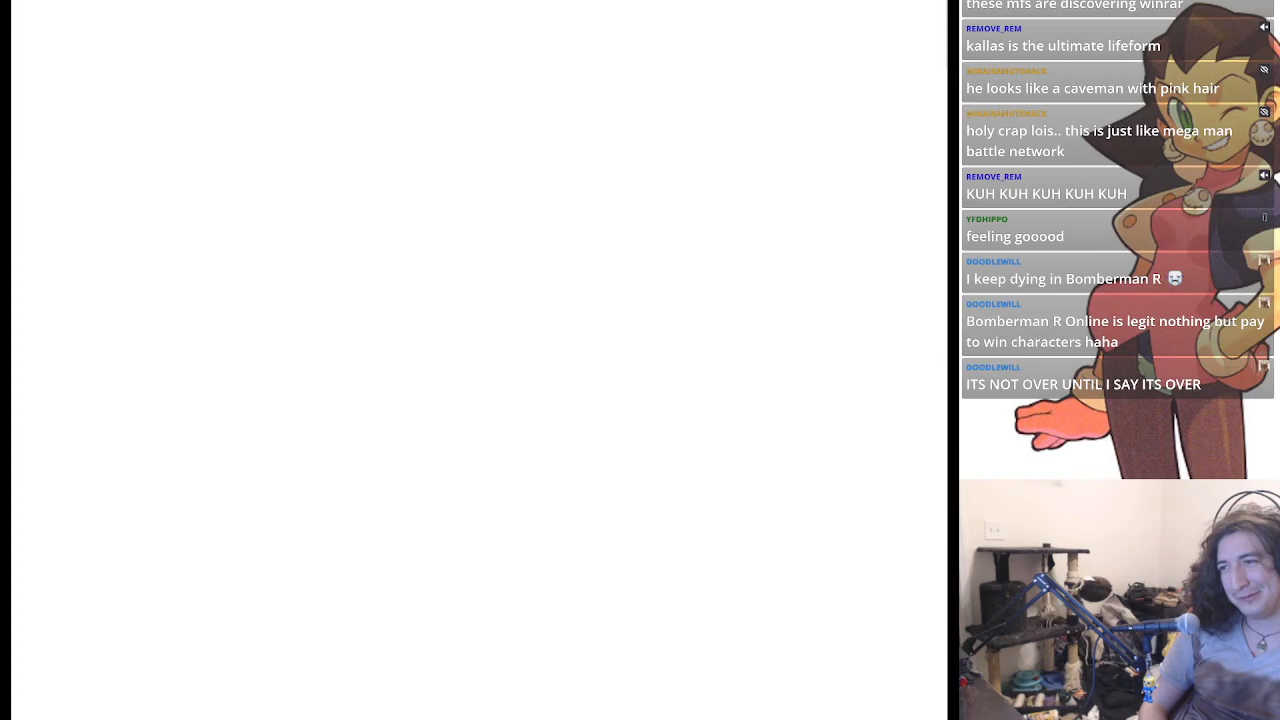 these mfs are discovering winrar
REMOVE_REM
kallas is the ultimate lifeform
he looks like a caveman with pink hair
holy crap lois.. this is just like mega man
battle network
REMOVE_REM
KUH KUH KUH KUH KUH
YFDHIPPO
feeling gooood
DOODLEWILL
I keep dying in Bomberman R
DOODLEWILL
Bomberman R Online is legit nothing but pay
to win characters haha
DOODLEWILL
ITS NOT OVER UNTIL I SAY ITS OVER